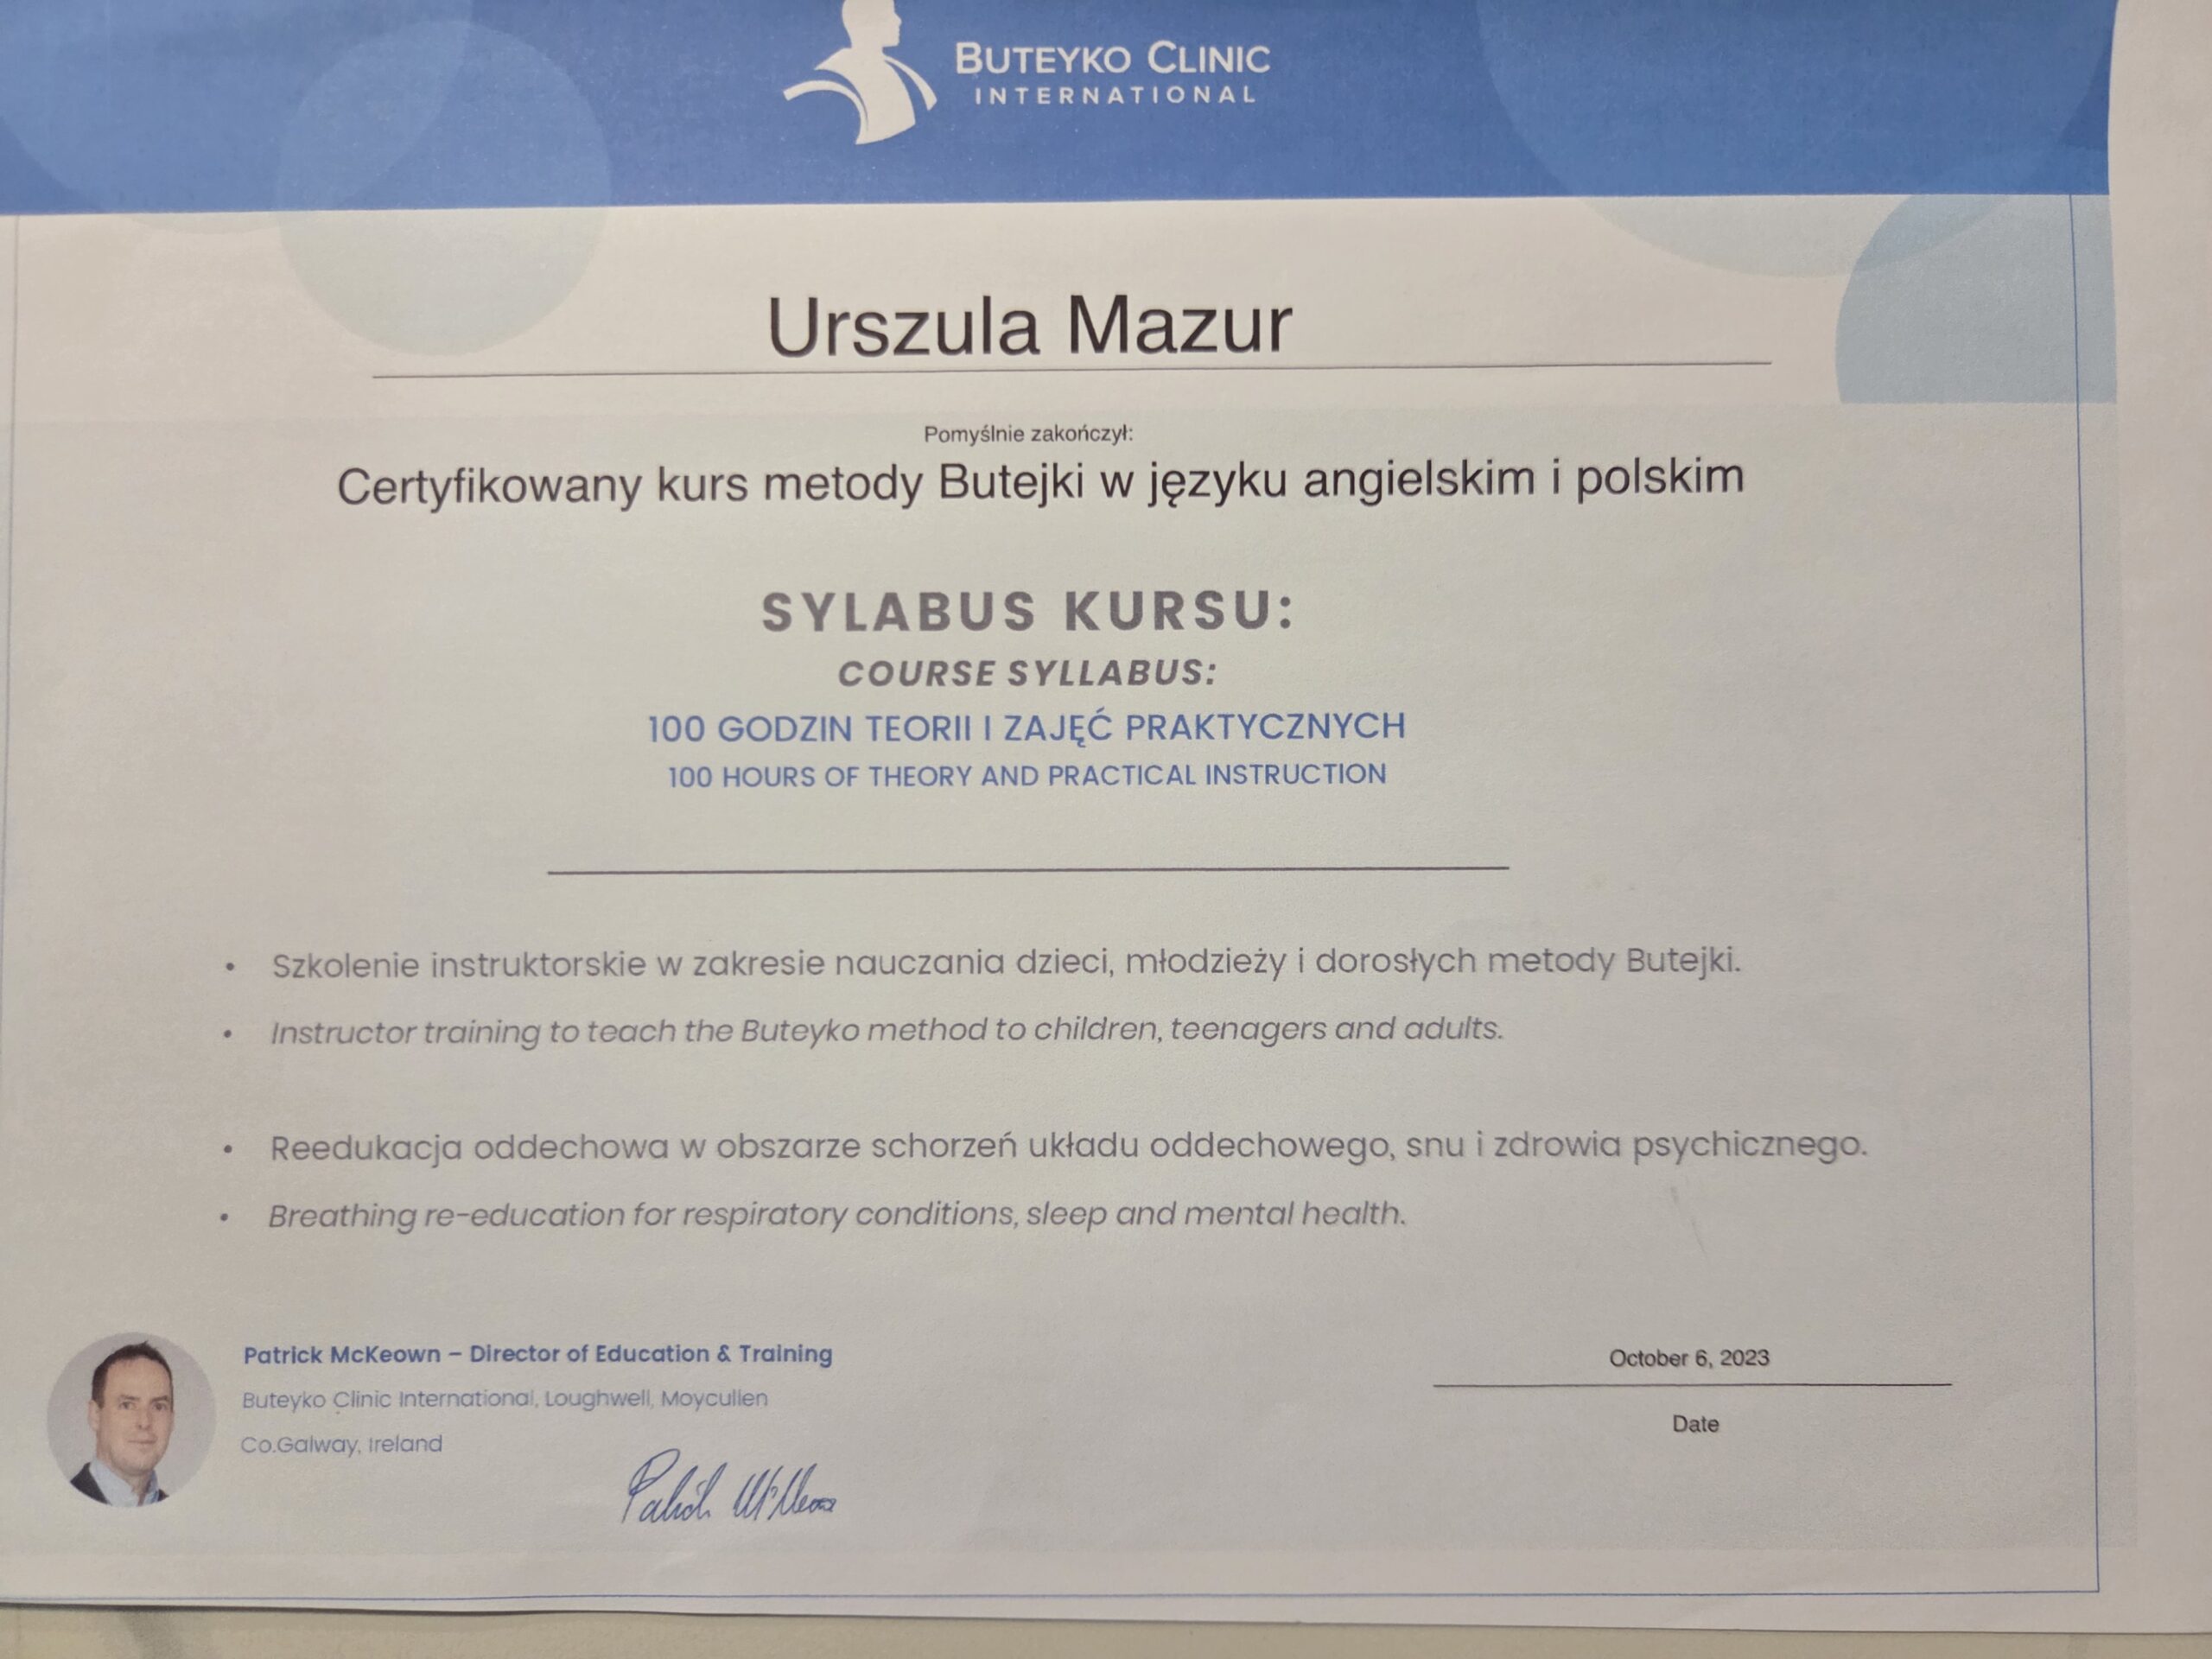 BUTEYKO CLINIC
INTERNATIONAL
Urszula Mazur
Pomyślnie zakończył:
Certyfikowany kurs metody Butejki w języku angielskim i polskim
SYLABUS KURSU:
COURSE SYLLABUS:
100 GODZIN TEORII I ZAJĘĆ PRAKTYCZNYCH
100 HOURS OF THEORY AND PRACTICAL INSTRUCTION
• Szkolenie instruktorskie w zakresie nauczania dzieci, młodzieży i dorosłych metody Butejki.
• Instructor training to teach the Buteyko method to children, teenagers and adults.
• Reedukacja oddechowa w obszarze schorzeń układu oddechowego, snu i zdrowia psychicznego.
• Breathing re-education for respiratory conditions, sleep and mental health.
Patrick McKeown – Director of Education & Training
Buteyko Clinic International, Loughwell, Moycullen
Co.Galway, Ireland
October 6, 2023
Date